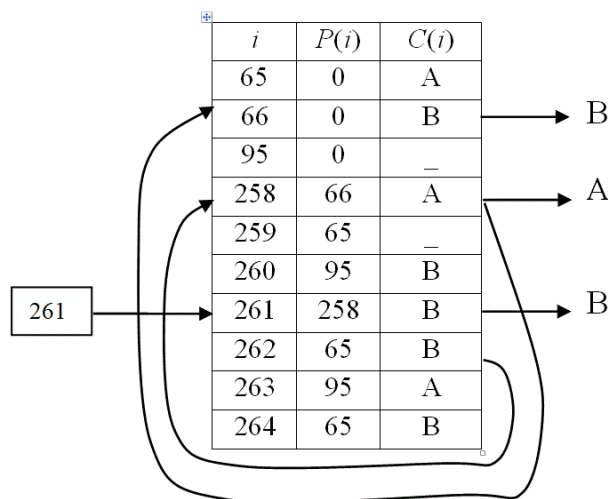 i P(i) C(i)
65 0 A
66 0 B B
95 0 _
258 66 A A
259 65 _
260 95 B
261 261 258 B B
262 65 B
263 95 A
264 65 B